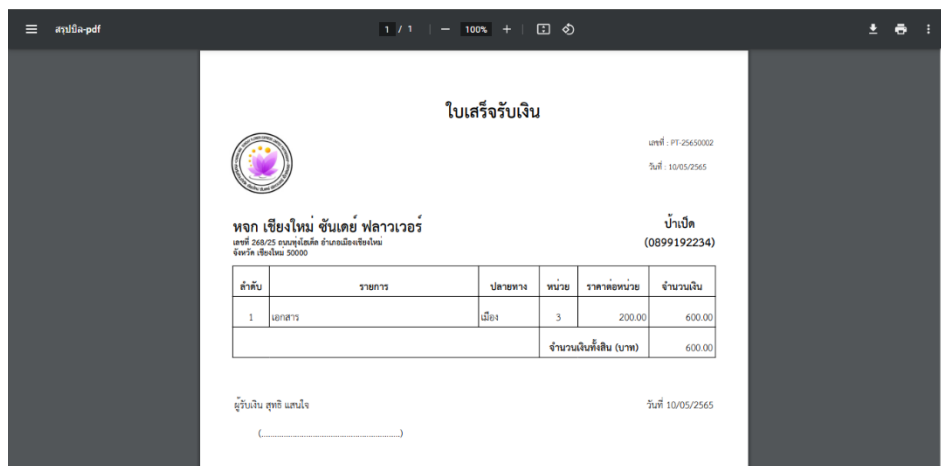 สรุปบิล-pdf
1 / 1
100%
ใบเสร็จรับเงิน
เลขที่ : PT-25650002
วันที่ : 10/05/2565
หจก เชียงใหม่ ซันเดย์ ฟลาวเวอร์
ป้าเป็ด
เลขที่ 268/25 ถนนทุ่งโฮเต็ล อำเภอเมืองเชียงใหม่
(0899192234)
จังหวัด เชียงใหม่ 50000
ลำดับ รายการ ปลายทาง หน่วย ราคาต่อหน่วย จำนวนเงิน
1 เอกสาร เมือง 3 200.00 600.00
จำนวนเงินทั้งสิน (บาท) 600.00
ผู้รับเงิน สุทธิ แสนใจ
วันที่ 10/05/2565
(............................................................)